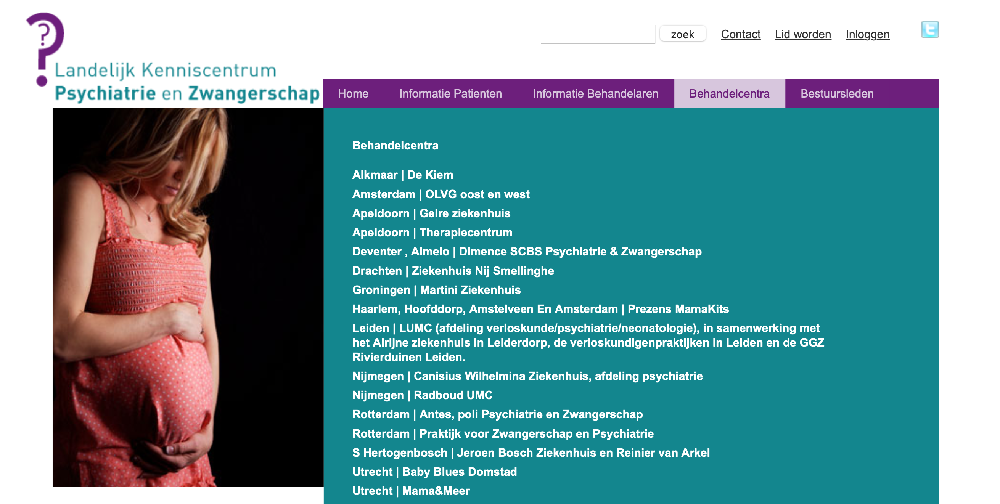 zoek
Contact
Lid worden
Inloggen
Landelijk Kenniscentrum
Psychiatrie en Zwangerschap
Home
Informatie Patienten
Informatie Behandelaren
Behandelcentra
Bestuursleden
Behandelcentra
Alkmaar | De Kiem
Amsterdam | OLVG oost en west
Apeldoorn | Gelre ziekenhuis
Apeldoorn | Therapiecentrum
Deventer , Almelo | Dimence SCBS Psychiatrie & Zwangerschap
Drachten | Ziekenhuis Nij Smellinghe
Groningen | Martini Ziekenhuis
Haarlem, Hoofddorp, Amstelveen En Amsterdam | Prezens MamaKits
Leiden | LUMC (afdeling verloskunde/psychiatrie/neonatologie), in samenwerking met
het Alrijne ziekenhuis in Leiderdorp, de verloskundigenpraktijken in Leiden en de GGZ
Rivierduinen Leiden.
Nijmegen | Canisius Wilhelmina Ziekenhuis, afdeling psychiatrie
Nijmegen | Radboud UMC
Rotterdam | Antes, poli Psychiatrie en Zwangerschap
Rotterdam | Praktijk voor Zwangerschap en Psychiatrie
S Hertogenbosch | Jeroen Bosch Ziekenhuis en Reinier van Arkel
Utrecht | Baby Blues Domstad
Utrecht | Mama&Meer